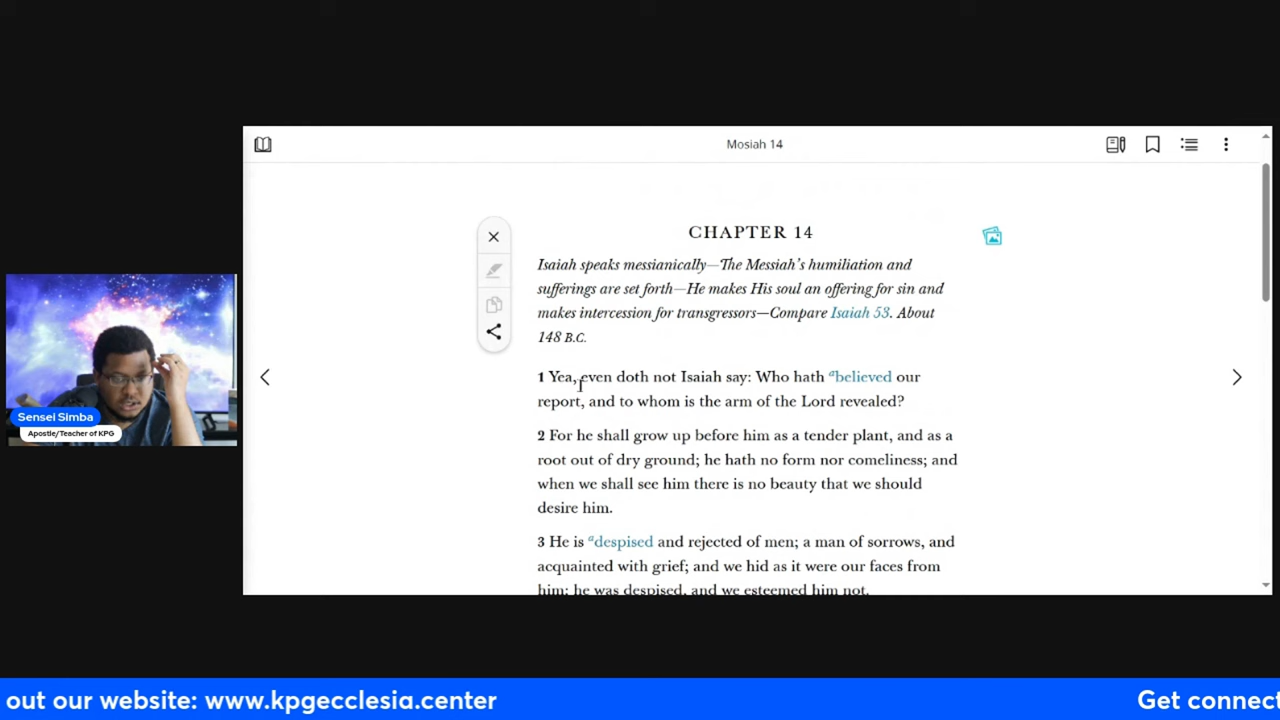 Mosiah 14
CHAPTER 14
Isaiah speaks messianically—The Messiah's humiliation and
sufferings are set forth—He makes His soul an offering for sin and
makes intercession for transgressors—Compare Isaiah 53. About
148 B.C.
1 Yea, even doth not Isaiah say: Who hath ᵃbelieved our
report, and to whom is the arm of the Lord revealed?
2 For he shall grow up before him as a tender plant, and as a
root out of dry ground; he hath no form nor comeliness; and
when we shall see him there is no beauty that we should
desire him.
3 He is ᵃdespised and rejected of men; a man of sorrows, and
acquainted with grief; and we hid as it were our faces from
him; he was despised, and we esteemed him not.
Sensei Simba
Apostle/Teacher of KPG
out our website: www.kpgecclesia.center
Get connect